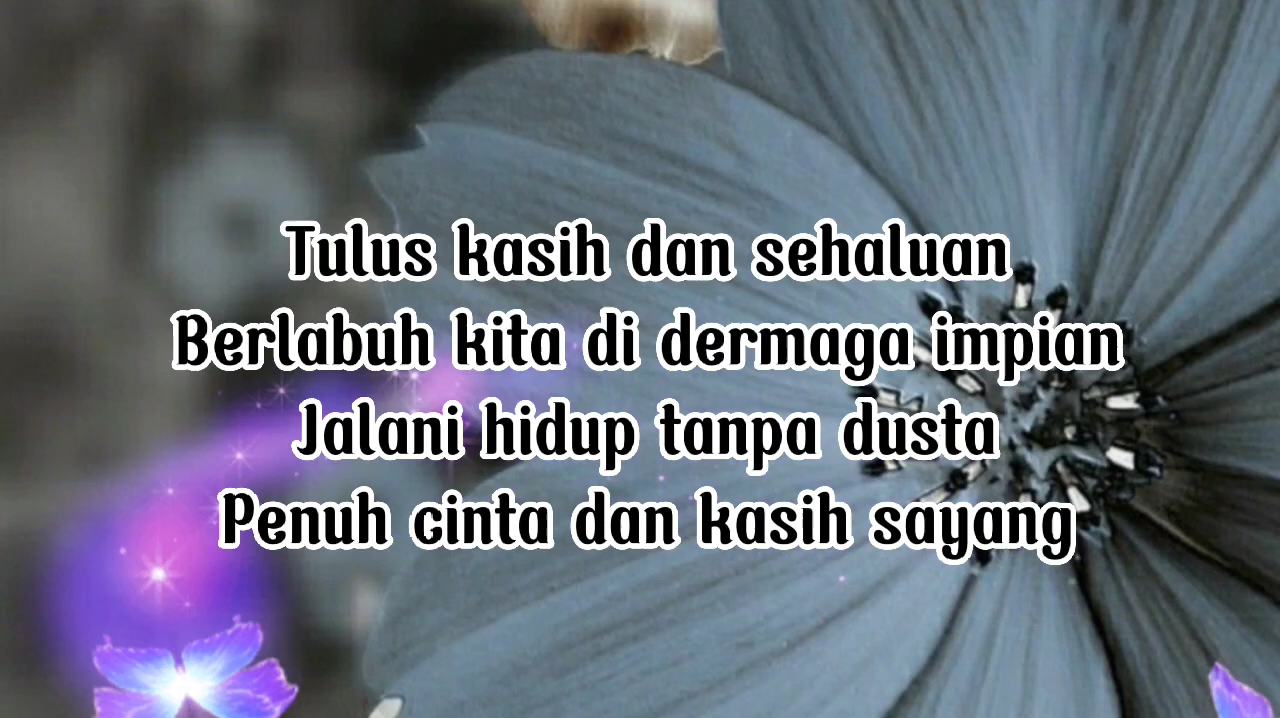 Tulus kasih dan sehaluan
Berlabuh kita di dermaga impian
Jalani hidup tanpa dusta
Penuh cinta dan kasih sayang